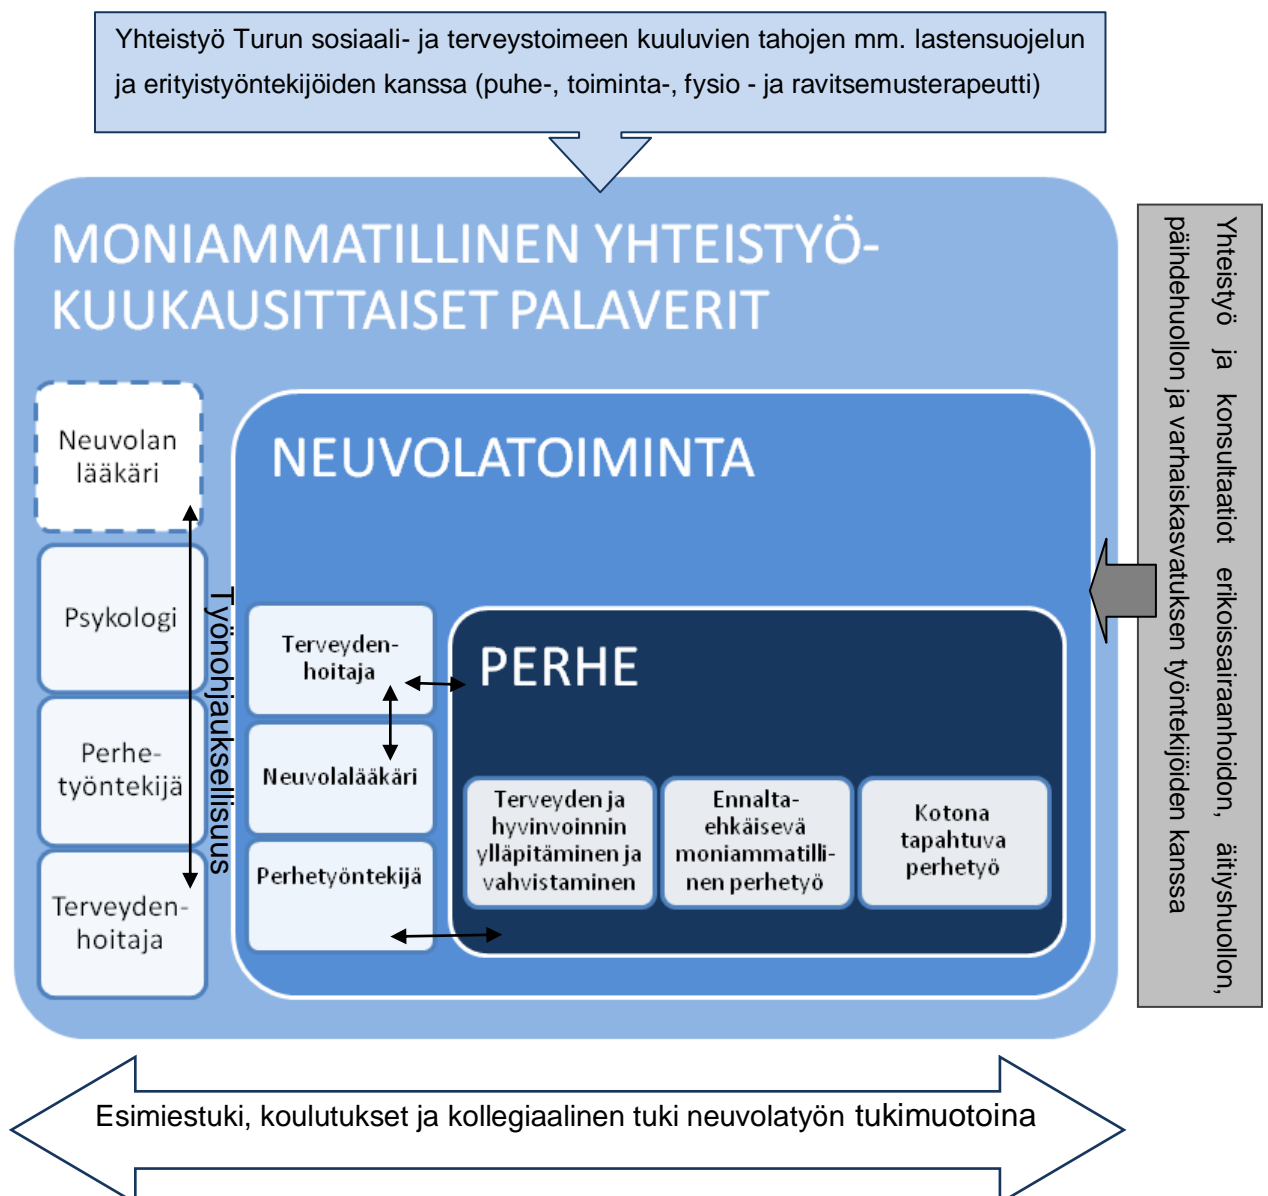 Yhteistyö Turun sosiaali- ja terveystoimeen kuuluvien tahojen mm. lastensuojelun
ja erityistyöntekijöiden kanssa (puhe-, toiminta-, fysio - ja ravitsemusterapeutti)
MONIAMMATILLINEN YHTEISTYÖ-
KUUKAUSITTAISET PALAVERIT
Neuvolan
lääkäri
Psykologi
Perhe-
työntekijä
Terveyden-
hoitaja
Työnohjauksellisuus
NEUVOLATOIMINTA
Terveyden-
hoitaja
Neuvolalääkäri
Perhetyöntekijä
PERHE
Terveyden ja
hyvinvoinnin
ylläpitäminen ja
vahvistaminen
Ennalta-
ehkäisevä
moniammatilli-
nen perhetyö
Kotona
tapahtuva
perhetyö
Yhteistyö ja konsultaatiot erikoissairaanhoidon, äitiyshuollon,
päihdehuollon ja varhaiskasvatuksen työntekijöiden kanssa
Esimiestuki, koulutukset ja kollegiaalinen tuki neuvolatyön tukimuotoina